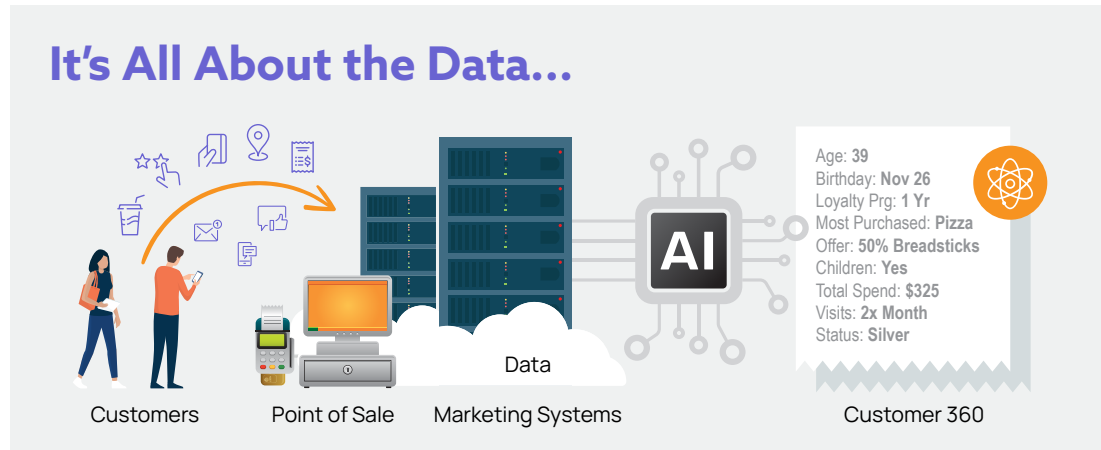 It's All About the Data...
Age: 39
Birthday: Nov 26
Loyalty Prg: 1 Yr
Most Purchased: Pizza
Offer: 50% Breadsticks
Children: Yes
Total Spend: $325
Visits: 2x Month
Status: Silver
AI
Data
Customers
Point of Sale
Marketing Systems
Customer 360